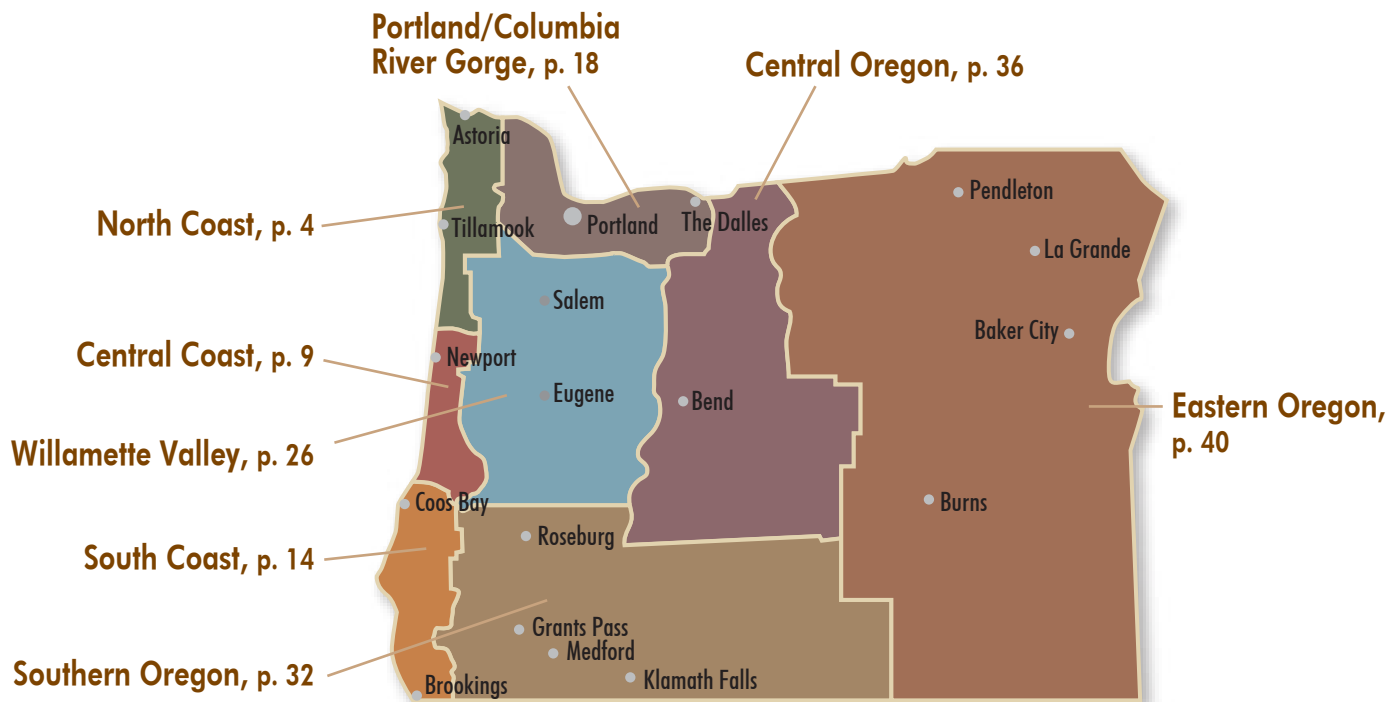 Portland/Columbia
River Gorge, p. 18
Central Oregon, p. 36
Astoria
Pendleton
North Coast, p. 4
Tillamook
Portland
The Dalles
La Grande
Salem
Baker City
Central Coast, p. 9
Newport
Eugene
Bend
Eastern Oregon,
p. 40
Willamette Valley, p. 26
Coos Bay
Burns
Roseburg
South Coast, p. 14
Grants Pass
Medford
Southern Oregon, p. 32
Klamath Falls
Brookings